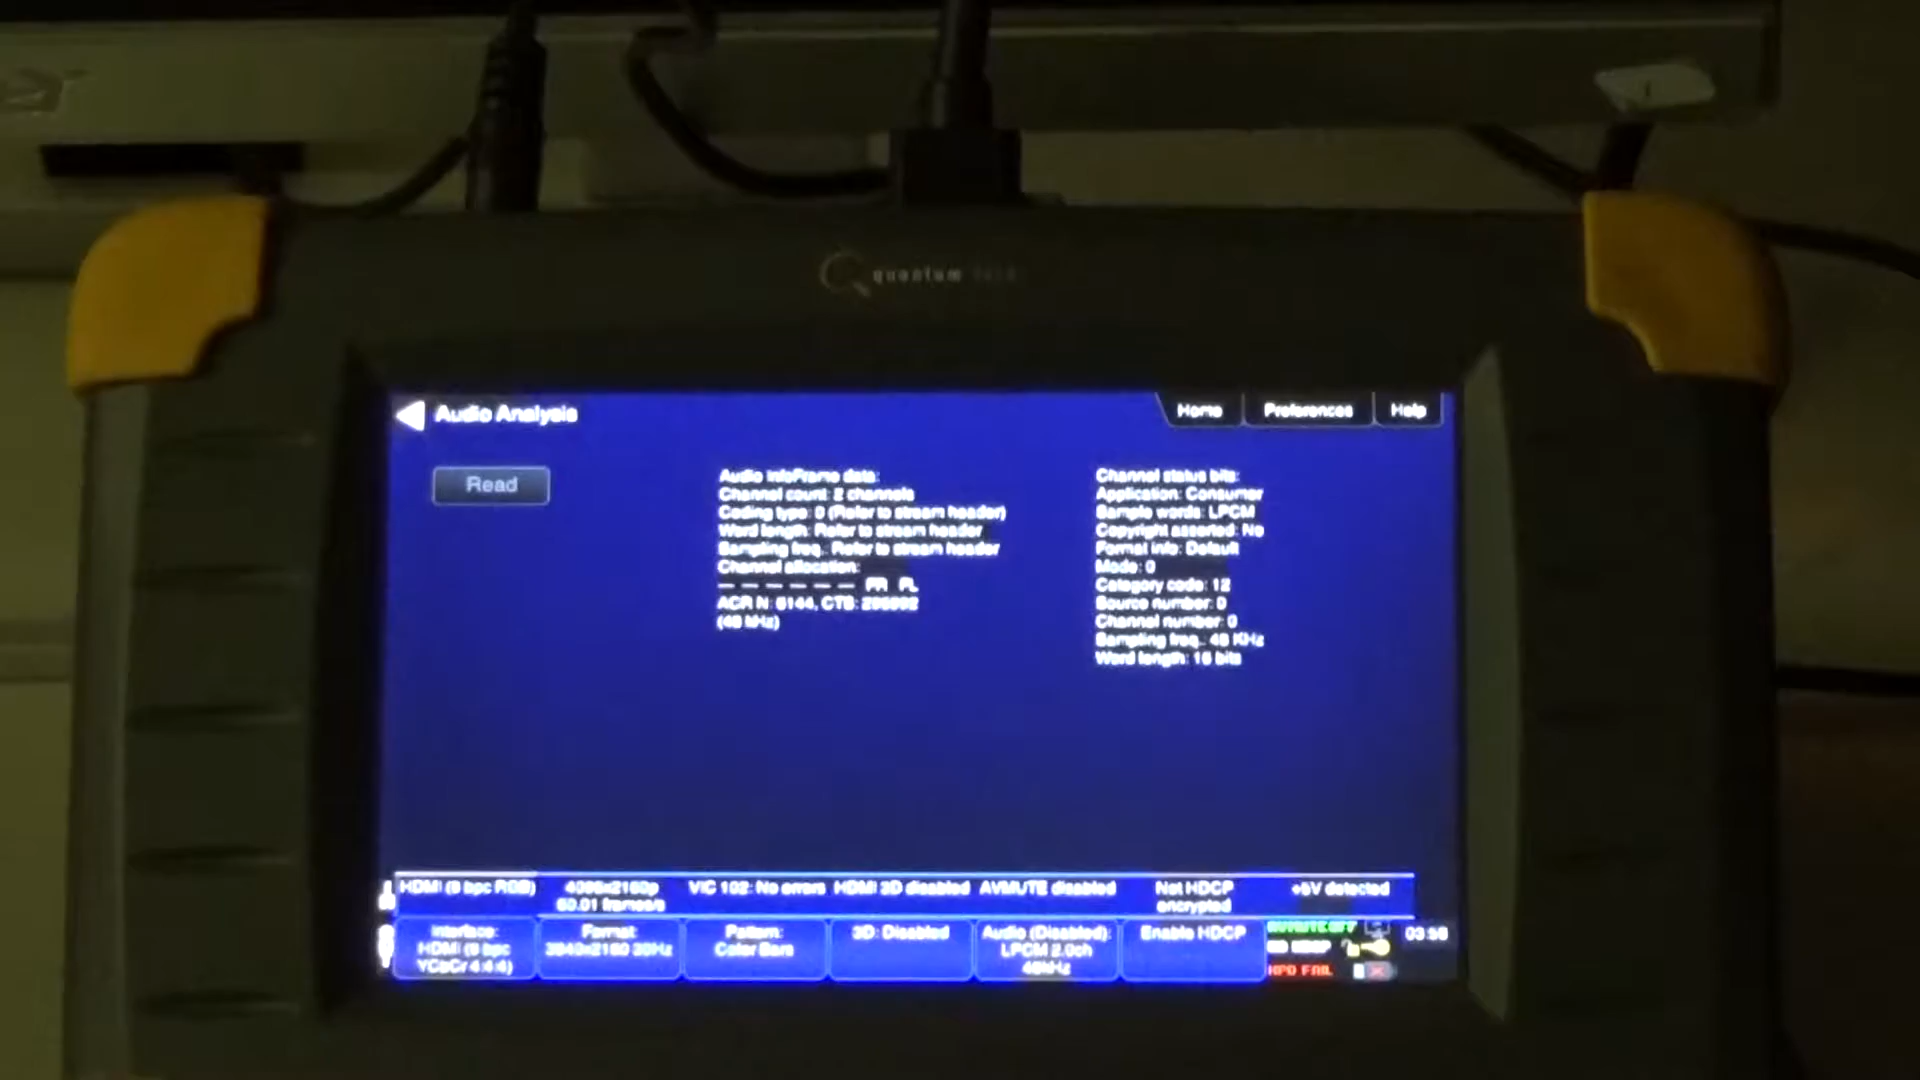 quantum
Audio Analysis
Home
Preferences
Help
Read
Audio InfoFrame data:
Channel count: 2 channels
Coding type: 0 (Refer to stream header)
Word length: Refer to stream header
Sampling freq.: Refer to stream header
Channel allocation:
— — — — — — FR FL
ACR N: 6144, CTS:
(48 kHz)
Channel status bits:
Application: Consumer
Sample words: LPCM
Copyright asserted: No
Format info: Default
Mode: 0
Category code: 12
Source number: 0
Channel number: 0
Sampling freq.: 48 KHz
Word length: 16 bits
HDMI (8 bpc RGB)
4096x2160p
60.01 frames/s
VIC 102: No errors
HDMI 3D disabled
AVMUTE disabled
Not HDCP
encrypted
+5V detected
Interface:
HDMI (8 bpc
YCbCr 4:4:4)
Format:
3840x2160 30Hz
Pattern:
Color Bars
3D: Disabled
Audio (Disabled):
LPCM 2.0ch
48kHz
Enable HDCP
NO HDCP
HPD FAIL
03:58